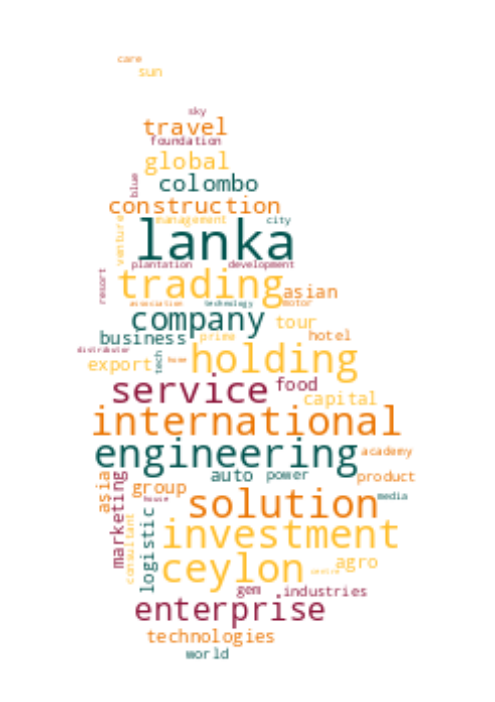 care
sun
sky
travel
foundation
global
blue
colombo
construction
venture
management
city
lanka
plantation
development
resort
trading
asian
association
technology
motor
company
tour
business
prime
hotel
distributor
tech
home
holding
export
service
food
capital
international
engineering
academy
asia
marketing
auto
power
product
group
house
solution
media
consultant
logistic
investment
ceylon
centre
agro
gem
industries
enterprise
technologies
world